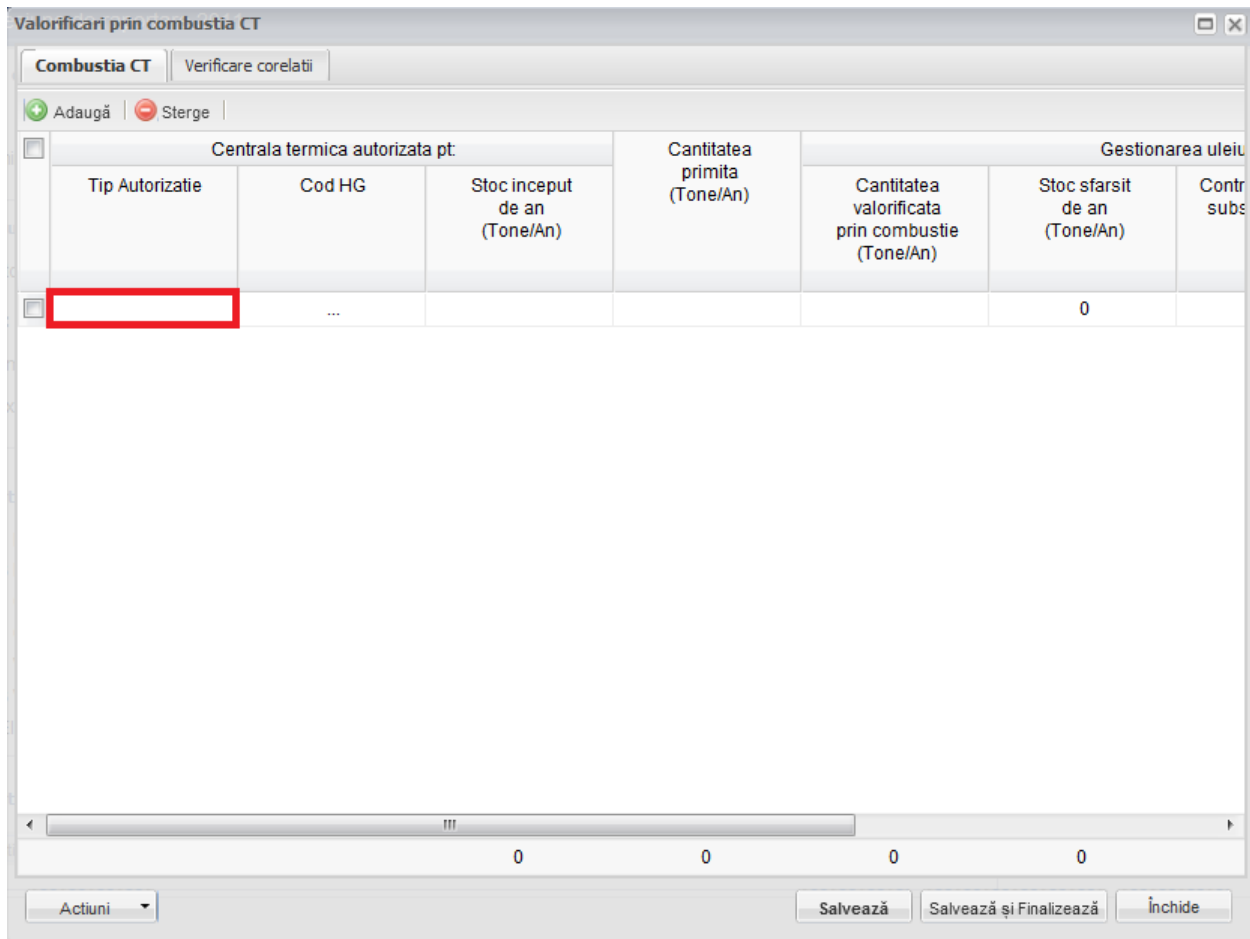 Valorificari prin combustia CT
Combustia CT Verificare corelatii
Adaugă Sterge
Centrala termica autorizata pt:
Cantitatea
primita
(Tone/An)
Gestionarea uleiu
Tip Autorizatie
Cod HG
Stoc inceput
de an
(Tone/An)
Cantitatea
valorificata
prin combustie
(Tone/An)
Stoc sfarsit
de an
(Tone/An)
Contr
subs
... 0
0 0 0 0
Actiuni Salvează Salvează și Finalizează Închide